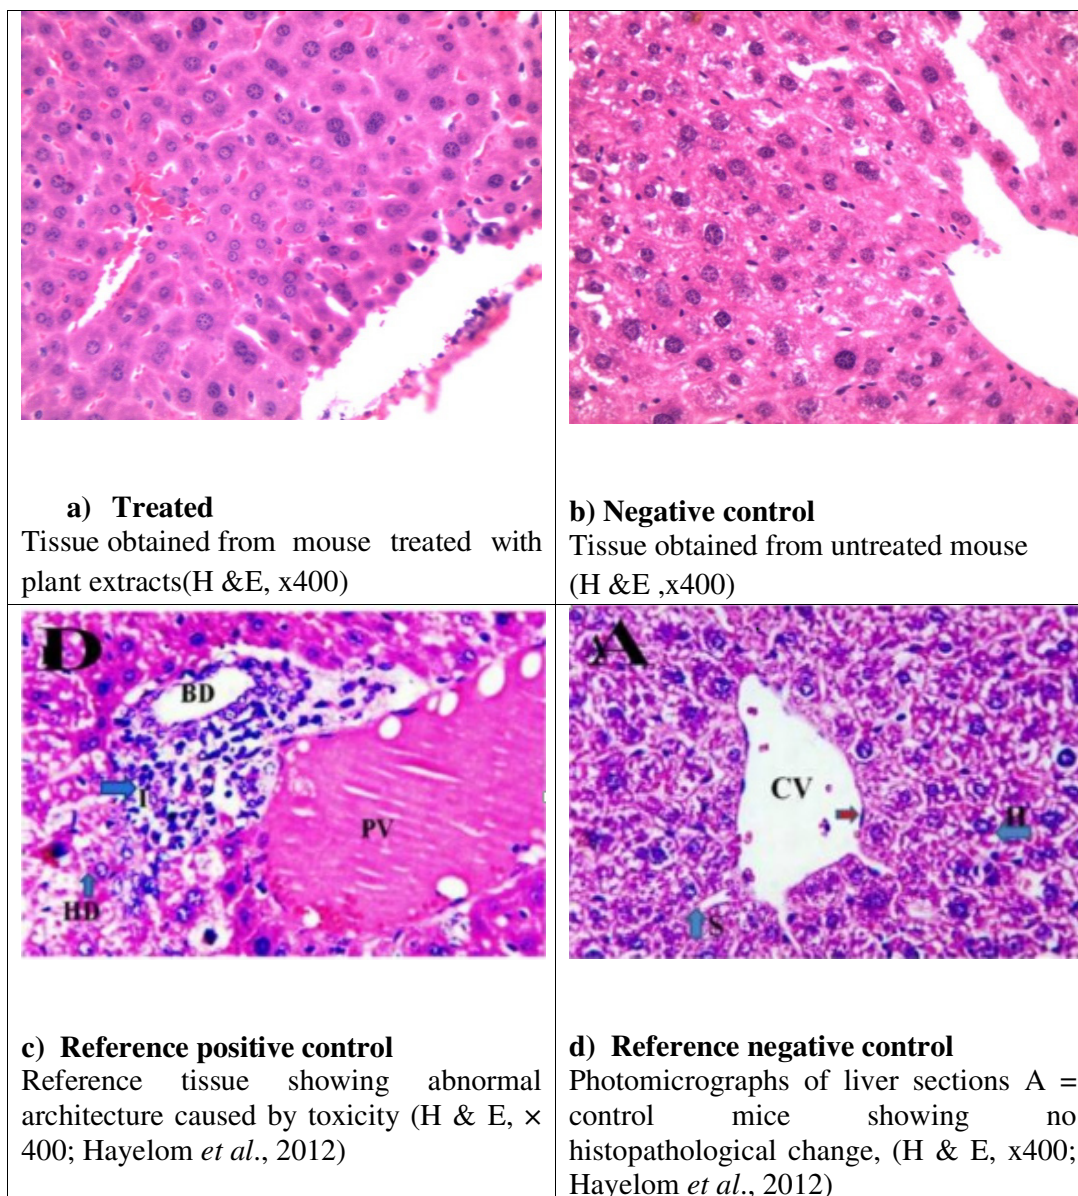 a) Treated
Tissue obtained from mouse treated with
plant extracts(H &E, x400)
b) Negative control
Tissue obtained from untreated mouse
(H &E ,x400)
D
BD
I
PV
HD
c) Reference positive control
Reference tissue showing abnormal
architecture caused by toxicity (H & E, ×
400; Hayelom et al., 2012)
A
CV
H
S
d) Reference negative control
Photomicrographs of liver sections A =
control mice showing no
histopathological change, (H & E, x400;
Hayelom et al., 2012)